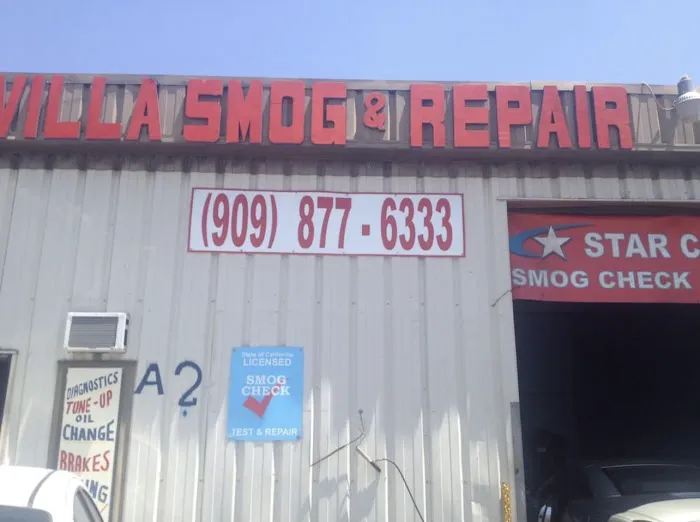 VILLA SMOG & REPAIR
(909) 877-6333
STAR C
SMOG CHECK
State of California
LICENSED
SMOG
CHECK
TEST & REPAIR
A2
DIAGNOSTICS
TUNE-UP
OIL
CHANGE
BRAKES